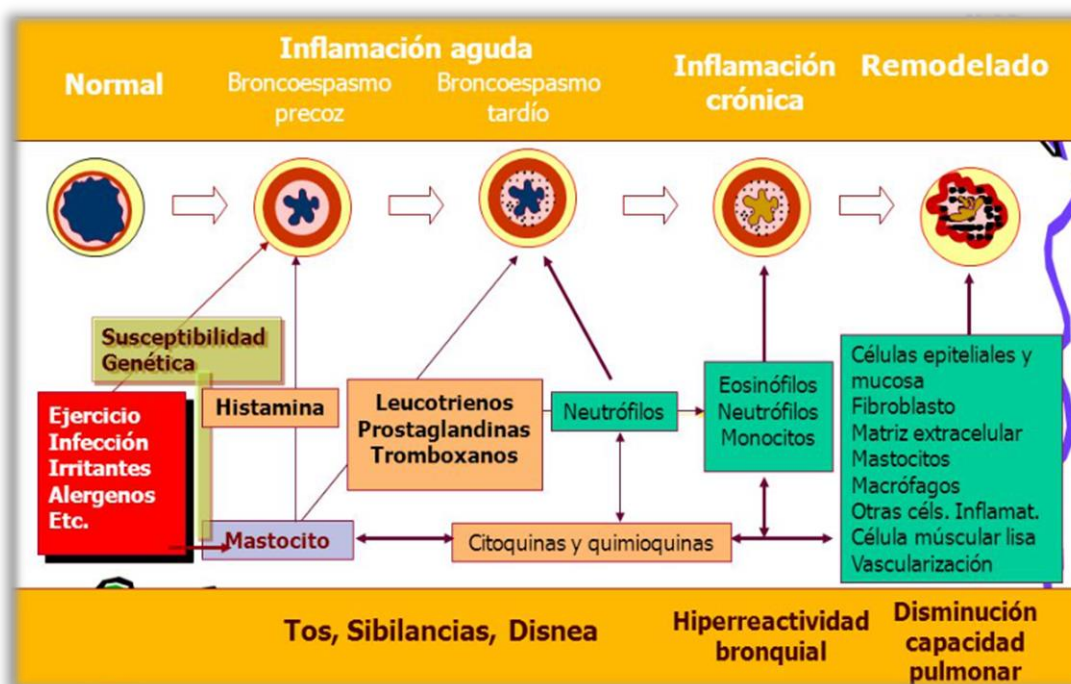 Normal
Inflamación aguda
Broncoespasmo
precoz
Broncoespasmo
tardío
Inflamación
crónica
Remodelado
Susceptibilidad
Genética
Ejercicio
Infección
Irritantes
Alergenos
Etc.
Histamina
Mastocito
Leucotrienos
Prostaglandinas
Tromboxanos
Neutrófilos
Citoquinas y quimioquinas
Eosinófilos
Neutrófilos
Monocitos
Células epiteliales y
mucosa
Fibroblasto
Matriz extracelular
Mastocitos
Macrófagos
Otras céls. Inflamat.
Célula múscular lisa
Vascularización
Tos, Sibilancias, Disnea
Hiperreactividad
bronquial
Disminución
capacidad
pulmonar